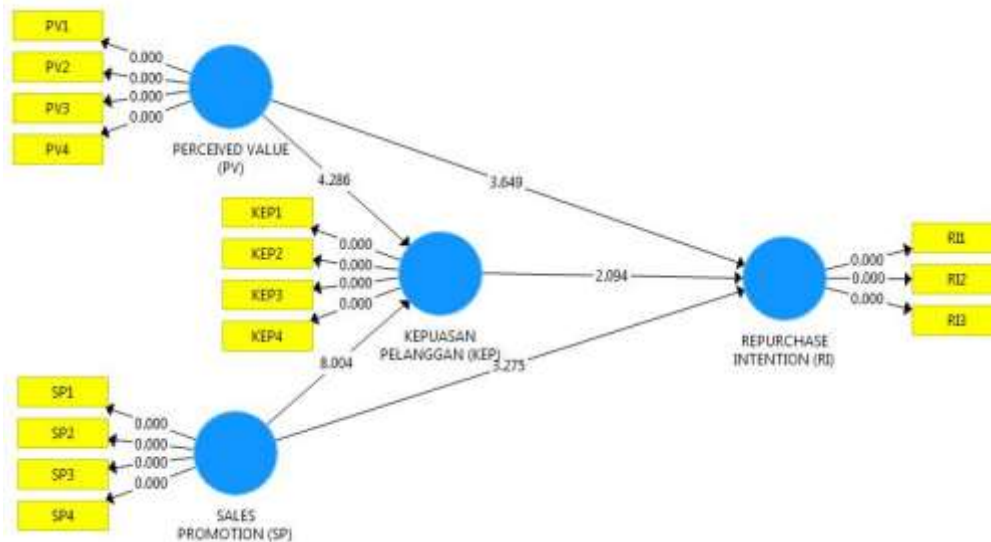 PV1
0.000
PV2
0.000
PV3
0.000
PV4
0.000
PERCEIVED VALUE
(PV)
4.286
3.649
KEP1
0.000
KEP2
0.000
KEP3
0.000
KEP4
0.000
KEPUASAN
PELANGGAN (KEP)
2.094
RI1
0.000
RI2
0.000
RI3
0.000
REPURCHASE
INTENTION (RI)
8.004
3.275
SP1
0.000
SP2
0.000
SP3
0.000
SP4
0.000
SALES
PROMOTION (SP)